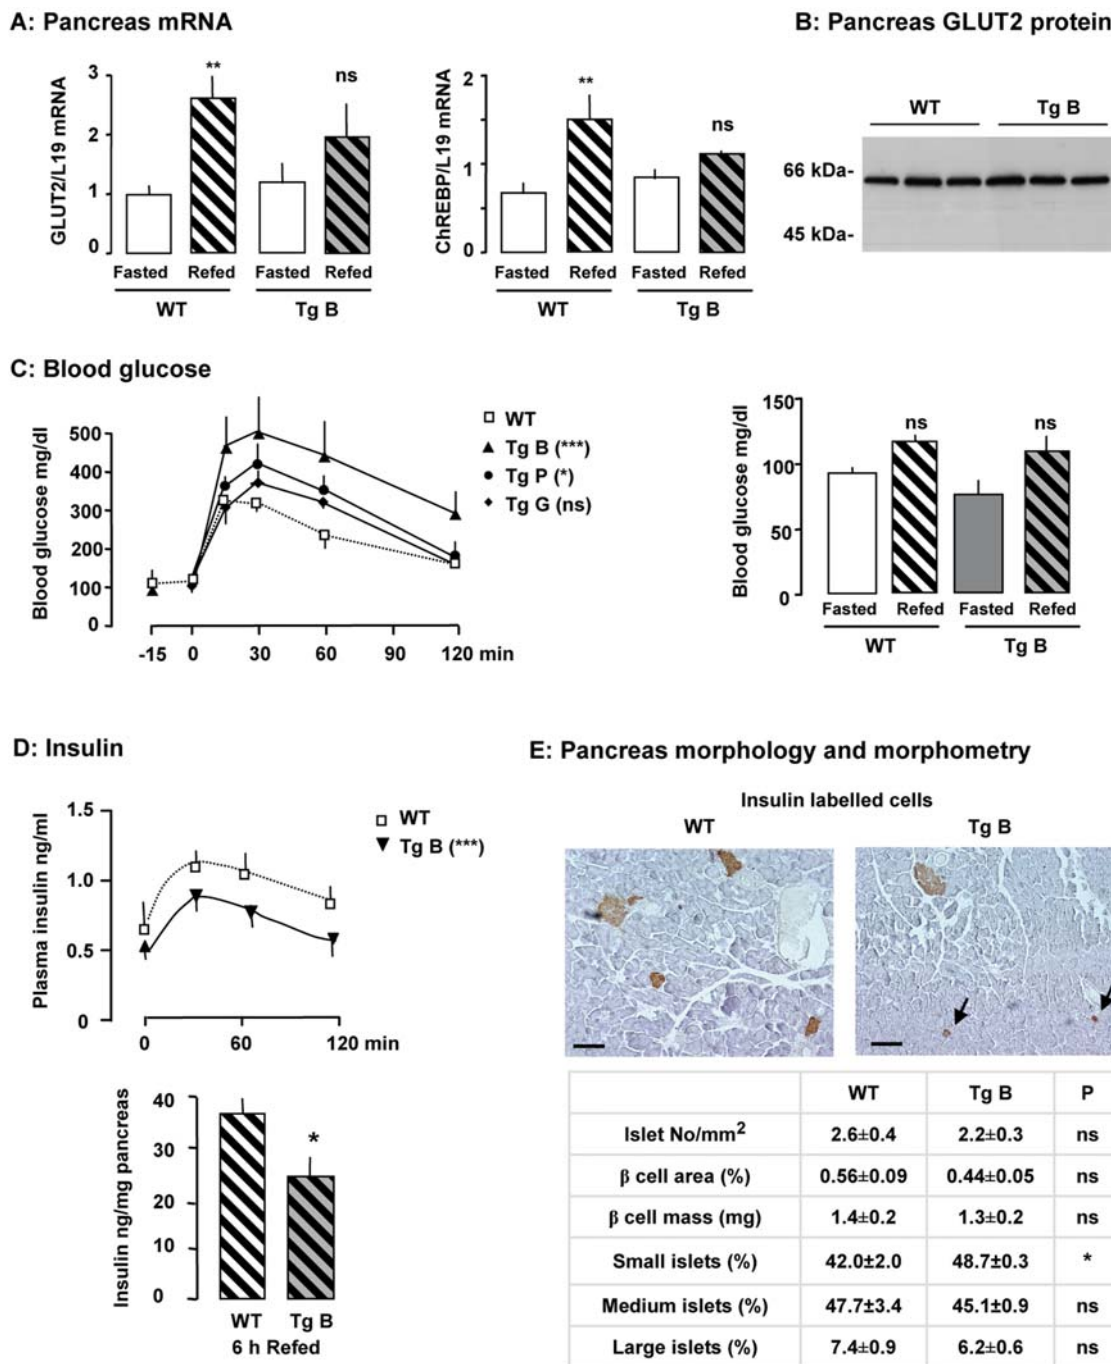 A: Pancreas mRNA
B: Pancreas GLUT2 protein
GLUT2/L19 mRNA
3
2
1
0
**
ns
Fasted Refed Fasted Refed
WT Tg B
ChREBP/L19 mRNA
2
1
0
**
ns
Fasted Refed Fasted Refed
WT Tg B
WT Tg B
66 kDa-
45 kDa-
C: Blood glucose
Blood glucose mg/dl
500
400
300
200
100
0
-15 0 30 60 90 120 min
WT
Tg B (***)
Tg P (*)
Tg G (ns)
Blood glucose mg/dl
150
100
50
0
ns
ns
Fasted Refed Fasted Refed
WT Tg B
D: Insulin
Plasma insulin ng/ml
1.5
1.0
0.5
0
0 60 120 min
WT
Tg B (***)
Insulin ng/mg pancreas
40
30
20
10
0
*
WT Tg B
6 h Refed
E: Pancreas morphology and morphometry
Insulin labelled cells
WT Tg B
WT Tg B P
Islet No/mm2 2.6±0.4 2.2±0.3 ns
β cell area (%) 0.56±0.09 0.44±0.05 ns
β cell mass (mg) 1.4±0.2 1.3±0.2 ns
Small islets (%) 42.0±2.0 48.7±0.3 *
Medium islets (%) 47.7±3.4 45.1±0.9 ns
Large islets (%) 7.4±0.9 6.2±0.6 ns